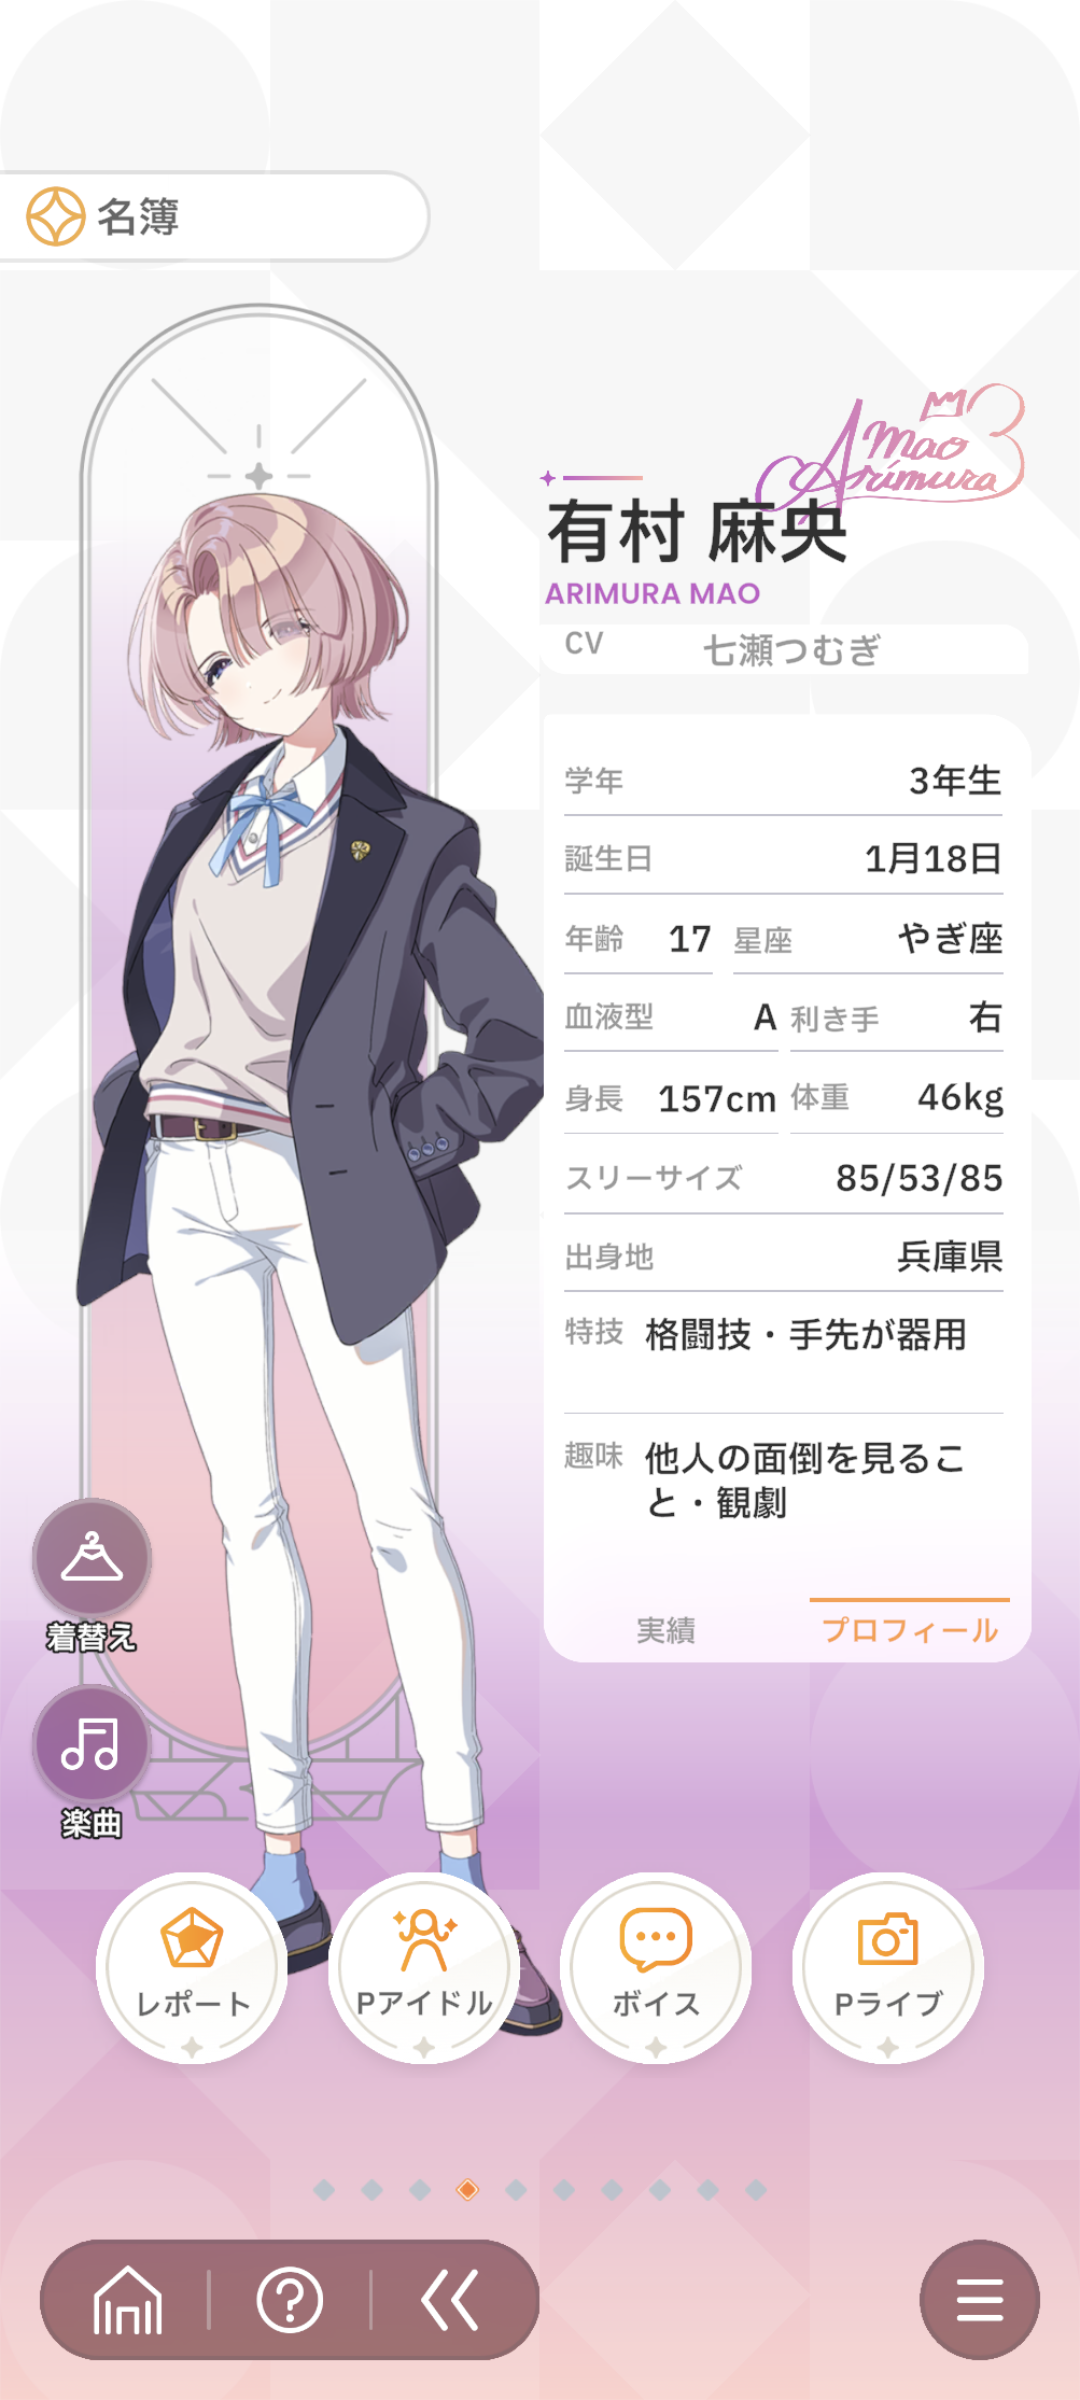 名簿
Mao
Arimura
有村 麻央
ARIMURA MAO
CV 七瀬つむぎ
学年 3年生
誕生日 1月18日
年齢 17 星座 やぎ座
血液型 A 利き手 右
身長 157cm 体重 46kg
スリーサイズ 85/53/85
出身地 兵庫県
特技 格闘技・手先が器用
趣味 他人の面倒を見るこ
と・観劇
実績 プロフィール
着替え
楽曲
レポート Pアイドル ボイス Pライブ